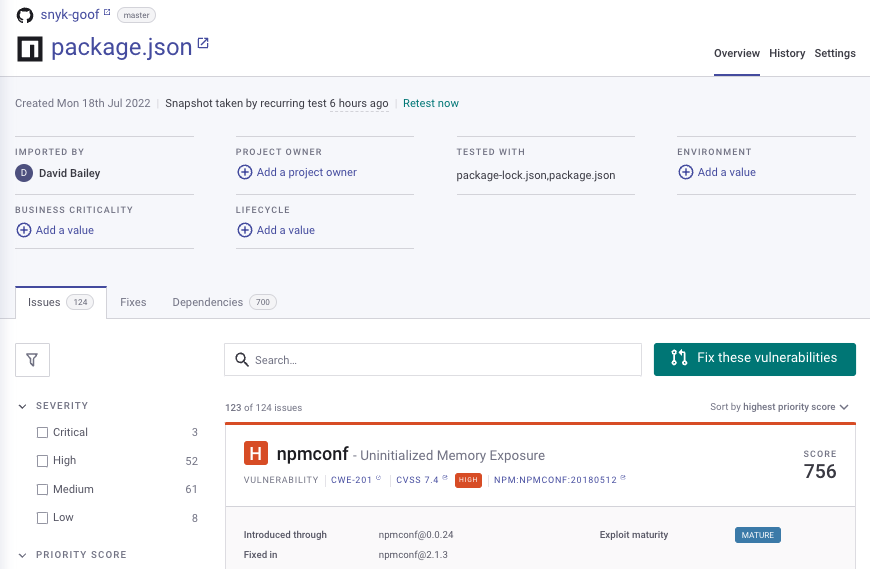 snyk-goof master
package.json
Overview History Settings
Created Mon 18th Jul 2022 | Snapshot taken by recurring test 6 hours ago | Retest now
IMPORTED BY
D David Bailey
PROJECT OWNER
Add a project owner
TESTED WITH
package-lock.json,package.json
ENVIRONMENT
Add a value
BUSINESS CRITICALITY
Add a value
LIFECYCLE
Add a value
Issues 124 Fixes Dependencies 700
Search...
Fix these vulnerabilities
SEVERITY
Critical 3
High 52
Medium 61
Low 8
PRIORITY SCORE
123 of 124 issues
Sort by highest priority score
H npmconf - Uninitialized Memory Exposure
VULNERABILITY | CWE-201 | CVSS 7.4 HIGH | NPM:NPMCONF:20180512
SCORE
756
Introduced through npmconf@0.0.24
Fixed in npmconf@2.1.3
Exploit maturity MATURE